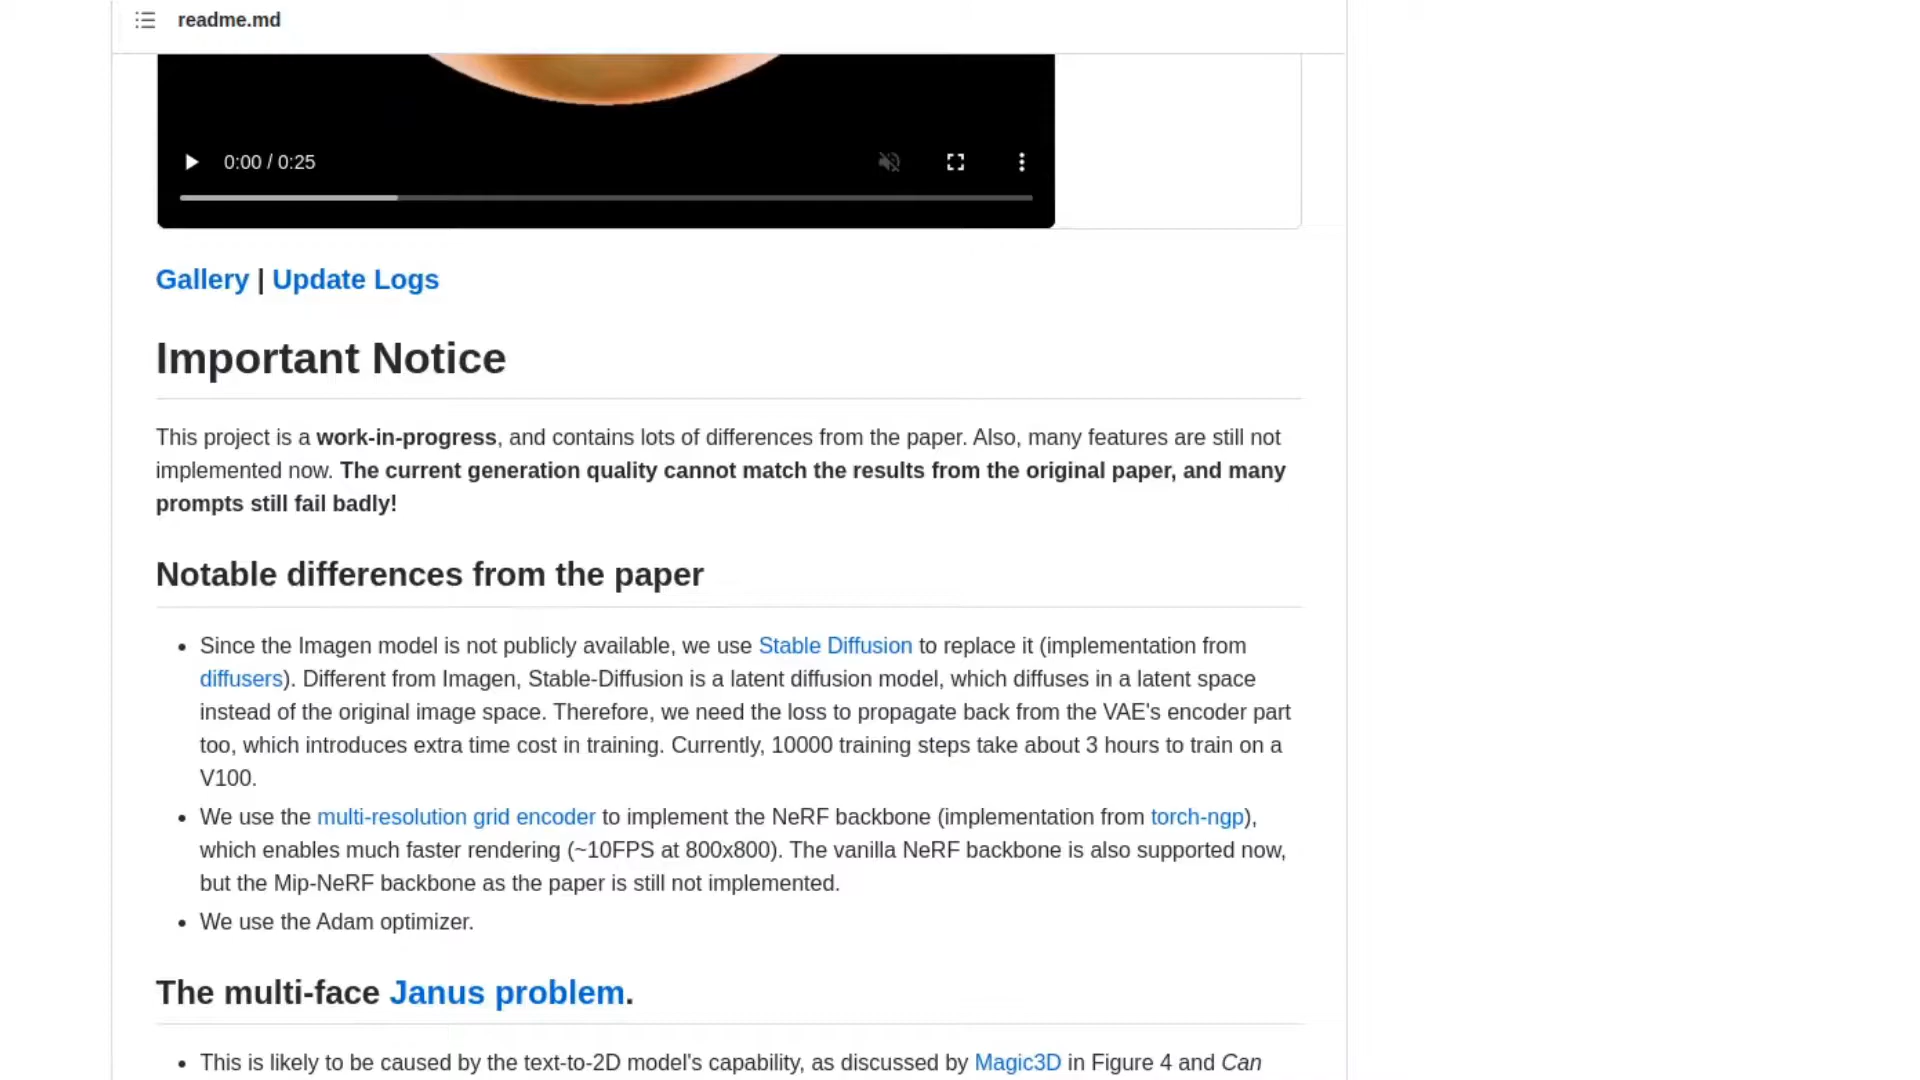 readme.md
0:00 / 0:25
Gallery | Update Logs
Important Notice
This project is a work-in-progress, and contains lots of differences from the paper. Also, many features are still not
implemented now. The current generation quality cannot match the results from the original paper, and many
prompts still fail badly!
Notable differences from the paper
• Since the Imagen model is not publicly available, we use Stable Diffusion to replace it (implementation from
diffusers). Different from Imagen, Stable-Diffusion is a latent diffusion model, which diffuses in a latent space
instead of the original image space. Therefore, we need the loss to propagate back from the VAE's encoder part
too, which introduces extra time cost in training. Currently, 10000 training steps take about 3 hours to train on a
V100.
• We use the multi-resolution grid encoder to implement the NeRF backbone (implementation from torch-ngp),
which enables much faster rendering (~10FPS at 800x800). The vanilla NeRF backbone is also supported now,
but the Mip-NeRF backbone as the paper is still not implemented.
• We use the Adam optimizer.
The multi-face Janus problem.
• This is likely to be caused by the text-to-2D model's capability, as discussed by Magic3D in Figure 4 and Can